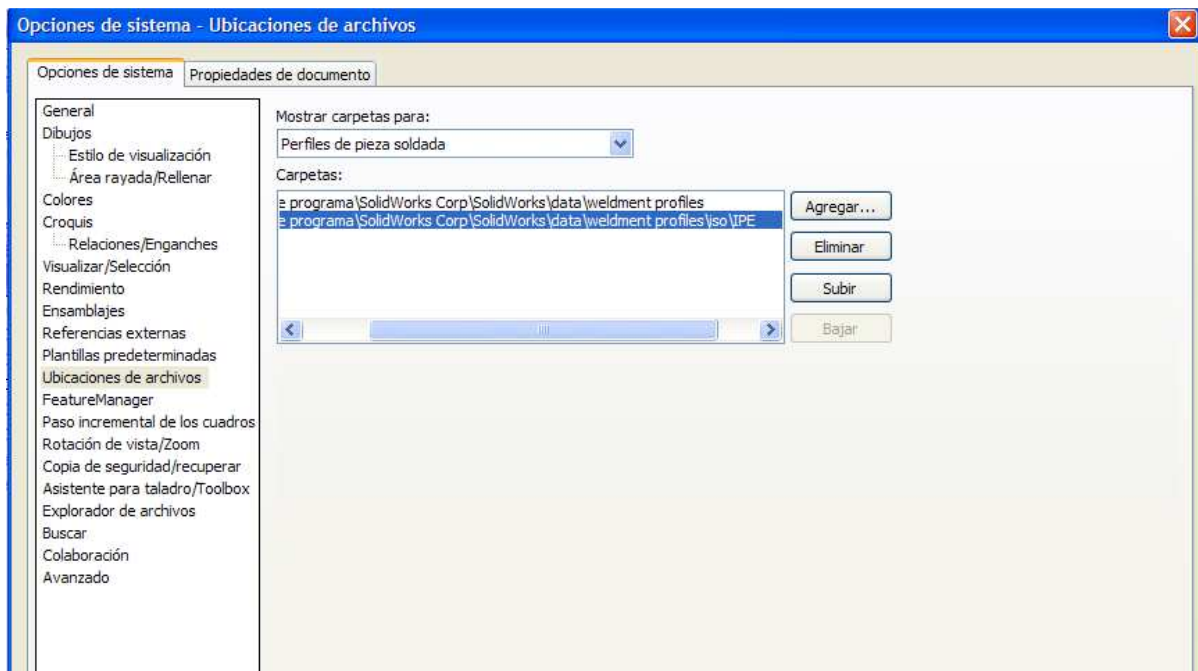 Opciones de sistema - Ubicaciones de archivos
Opciones de sistema
Propiedades de documento
General
Dibujos
Estilo de visualización
Área rayada/Rellenar
Colores
Croquis
Relaciones/Enganches
Visualizar/Selección
Rendimiento
Ensamblajes
Referencias externas
Plantillas predeterminadas
Ubicaciones de archivos
FeatureManager
Paso incremental de los cuadros
Rotación de vista/Zoom
Copia de seguridad/recuperar
Asistente para taladro/Toolbox
Explorador de archivos
Buscar
Colaboración
Avanzado
Mostrar carpetas para:
Perfiles de pieza soldada
Carpetas:
e programa\SolidWorks Corp\SolidWorks\data\weldment profiles
e programa\SolidWorks Corp\SolidWorks\data\weldment profiles\iso\IPE
Agregar...
Eliminar
Subir
Bajar